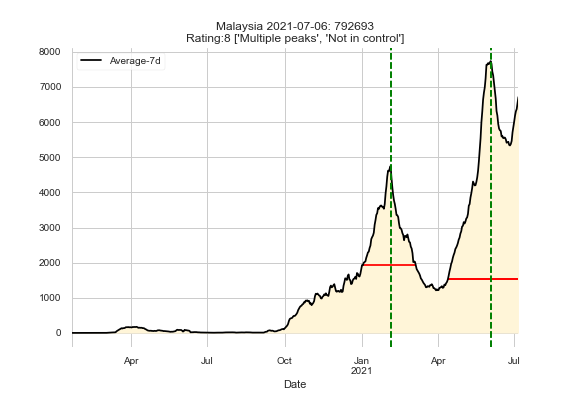 Malaysia 2021-07-06: 792693
Rating:8 ['Multiple peaks', 'Not in control']
8000
Average-7d
7000
6000
5000
4000
3000
2000
1000
0
Apr Jul Oct Jan Apr Jul
2021
Date